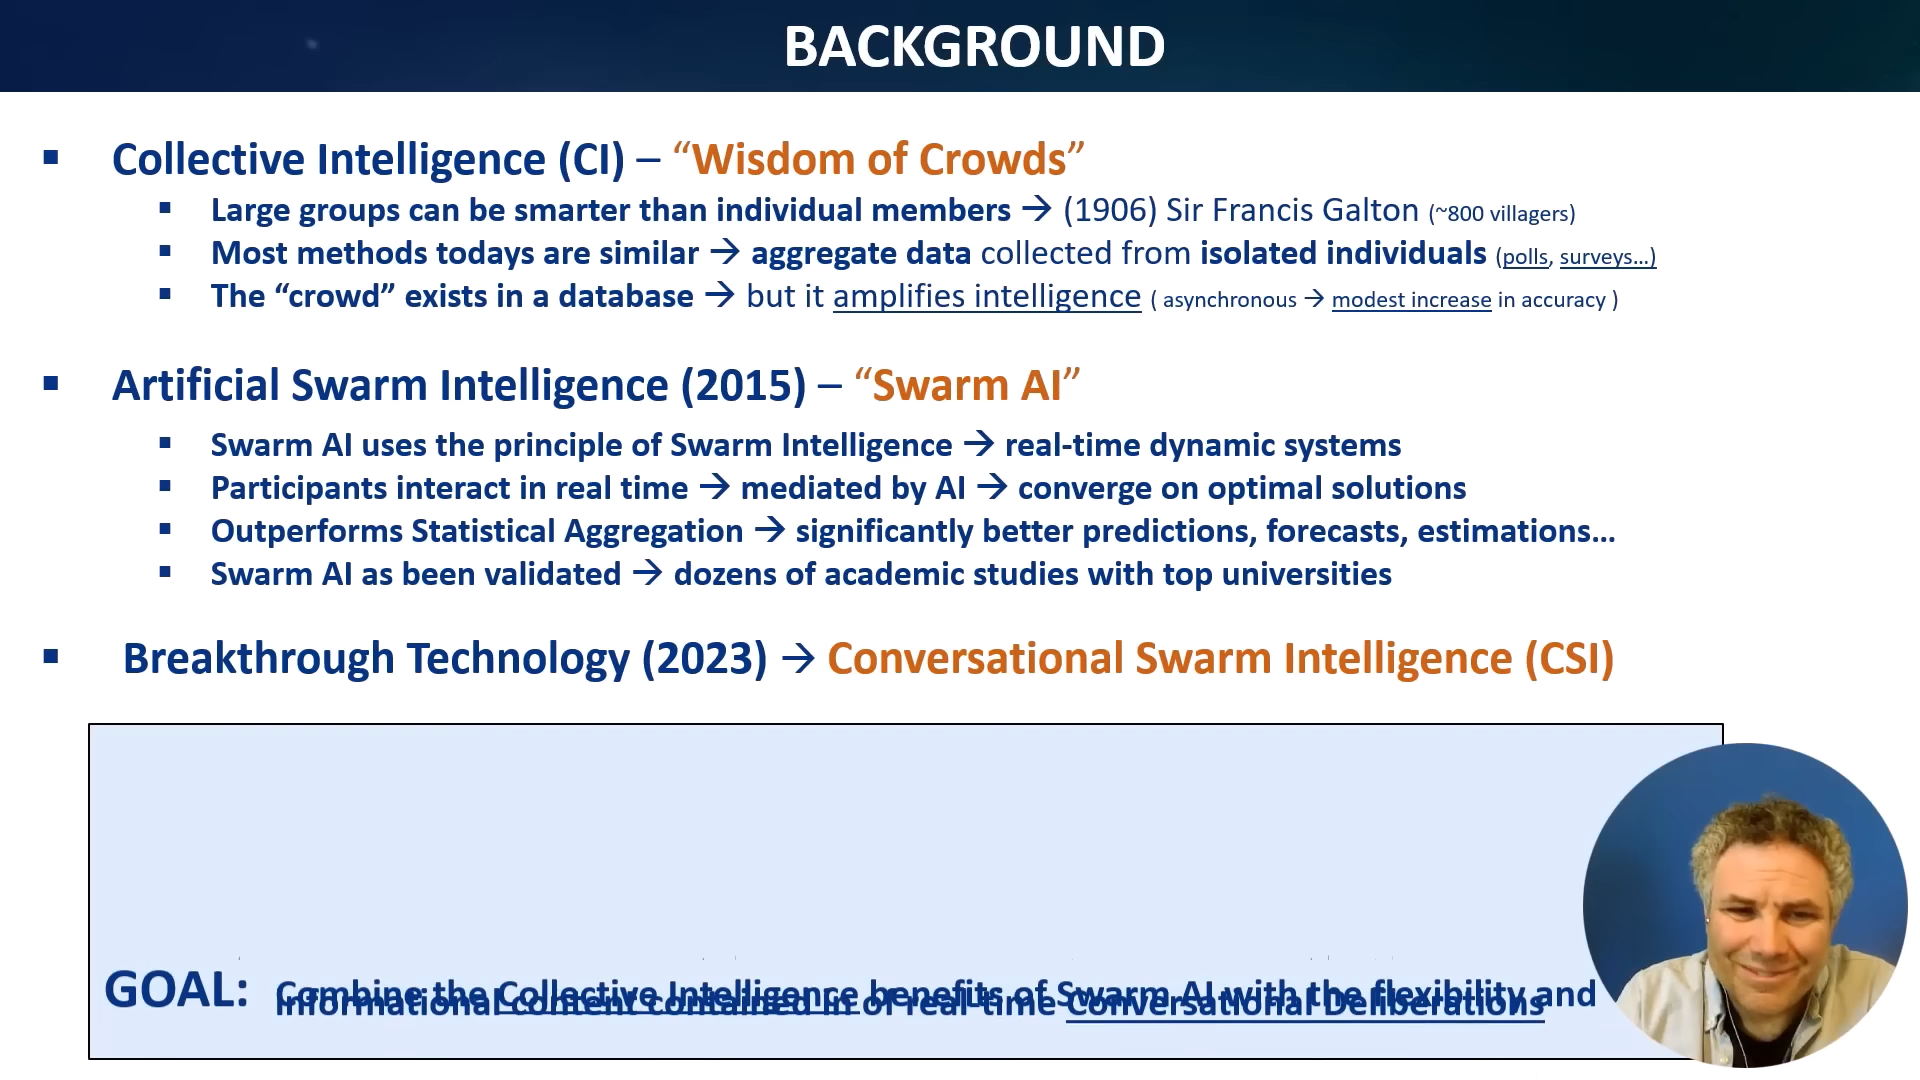 BACKGROUND
▪ Collective Intelligence (CI) – “Wisdom of Crowds”
▪ Large groups can be smarter than individual members → (1906) Sir Francis Galton (~800 villagers)
▪ Most methods todays are similar → aggregate data collected from isolated individuals (polls, surveys…)
▪ The “crowd” exists in a database → but it amplifies intelligence ( asynchronous → modest increase in accuracy )
▪ Artificial Swarm Intelligence (2015) – “Swarm AI”
▪ Swarm AI uses the principle of Swarm Intelligence → real-time dynamic systems
▪ Participants interact in real time → mediated by AI → converge on optimal solutions
▪ Outperforms Statistical Aggregation → significantly better predictions, forecasts, estimations…
▪ Swarm AI as been validated → dozens of academic studies with top universities
▪ Breakthrough Technology (2023) → Conversational Swarm Intelligence (CSI)
GOAL: Combine the Collective Intelligence benefits of Swarm AI with the flexibility and
informational content contained in of real-time Conversational Deliberations